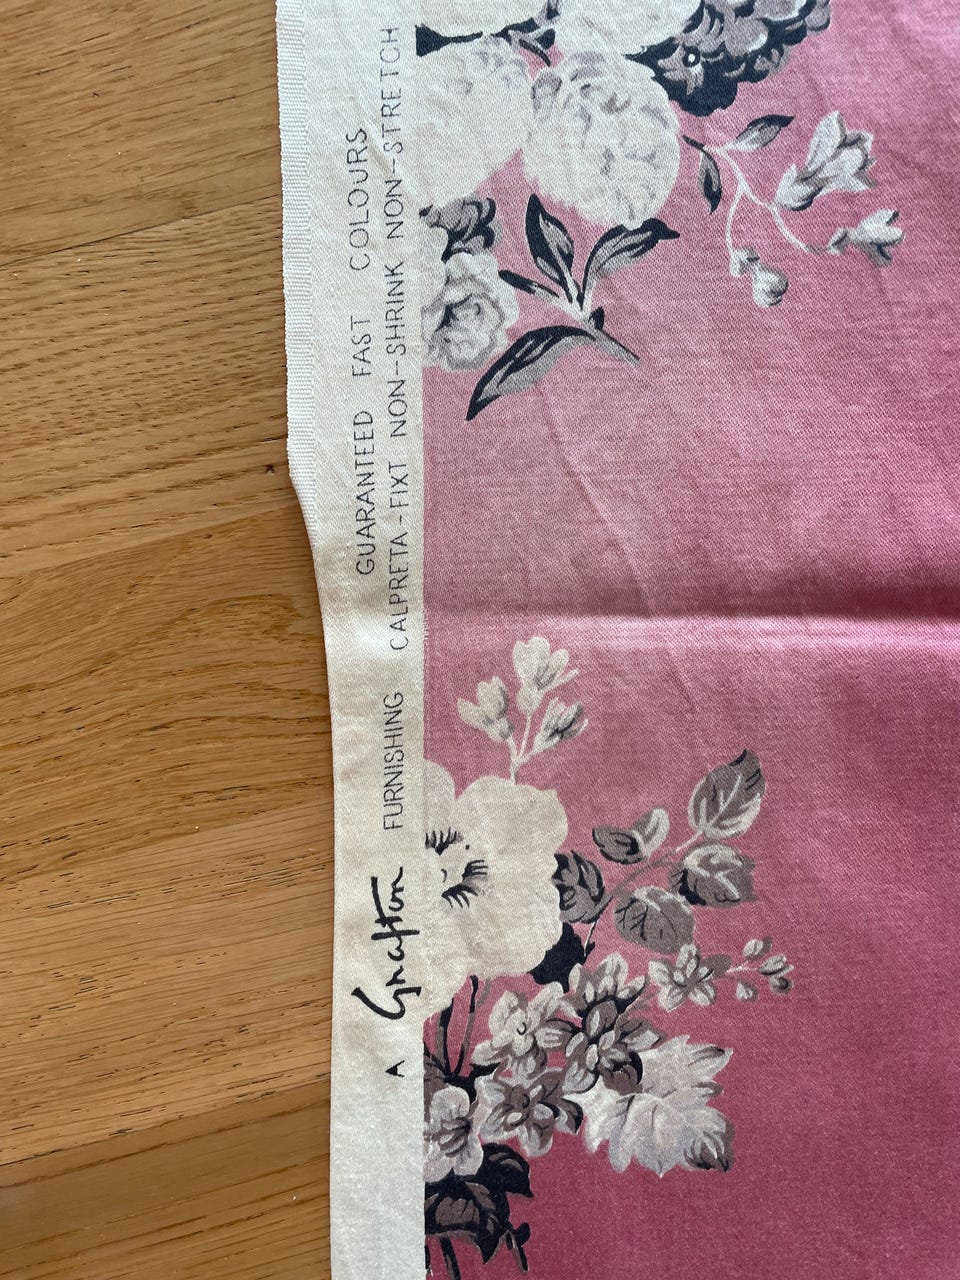 GUARANTEED FAST COLOURS
A Grafton FURNISHING CALPRETA-FIXT NON-SHRINK NON-STRETCH